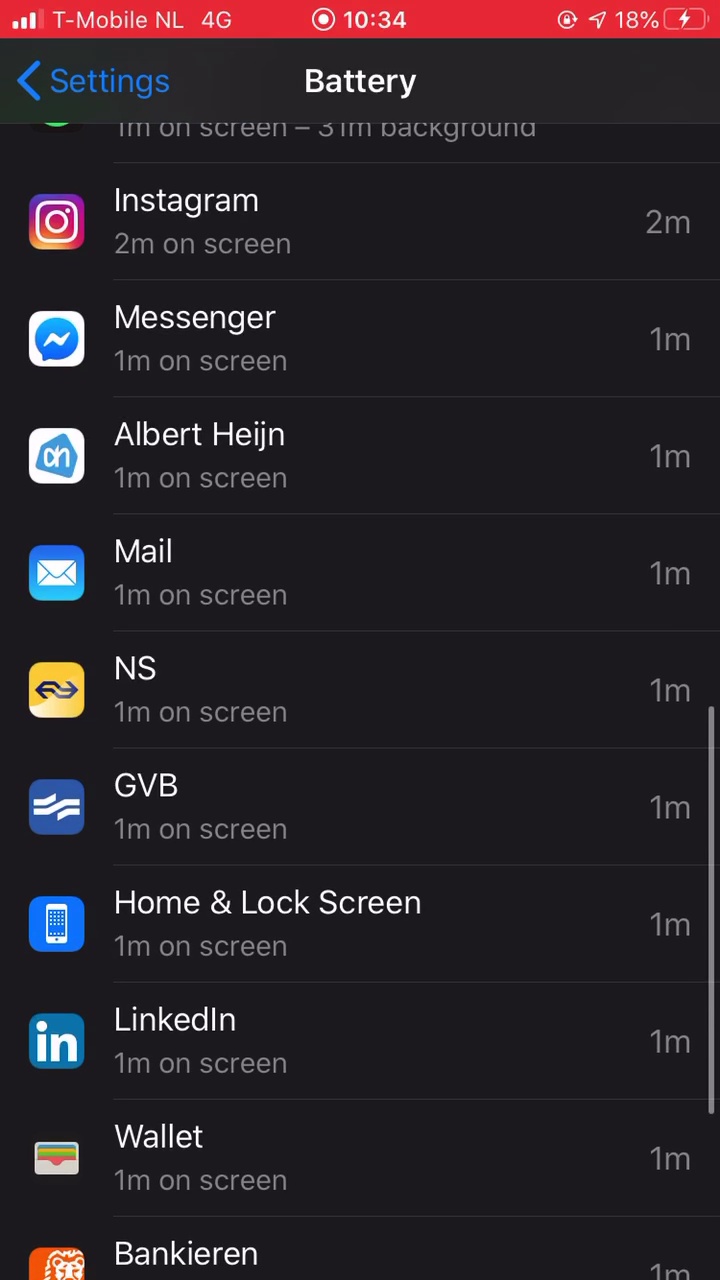 T-Mobile NL 4G 10:34 18%
Settings Battery
1m on screen – 31m background
Instagram
2m on screen
2m
Messenger
1m on screen
1m
Albert Heijn
1m on screen
1m
Mail
1m on screen
1m
NS
1m on screen
1m
GVB
1m on screen
1m
Home & Lock Screen
1m on screen
1m
LinkedIn
1m on screen
1m
Wallet
1m on screen
1m
Bankieren
1m